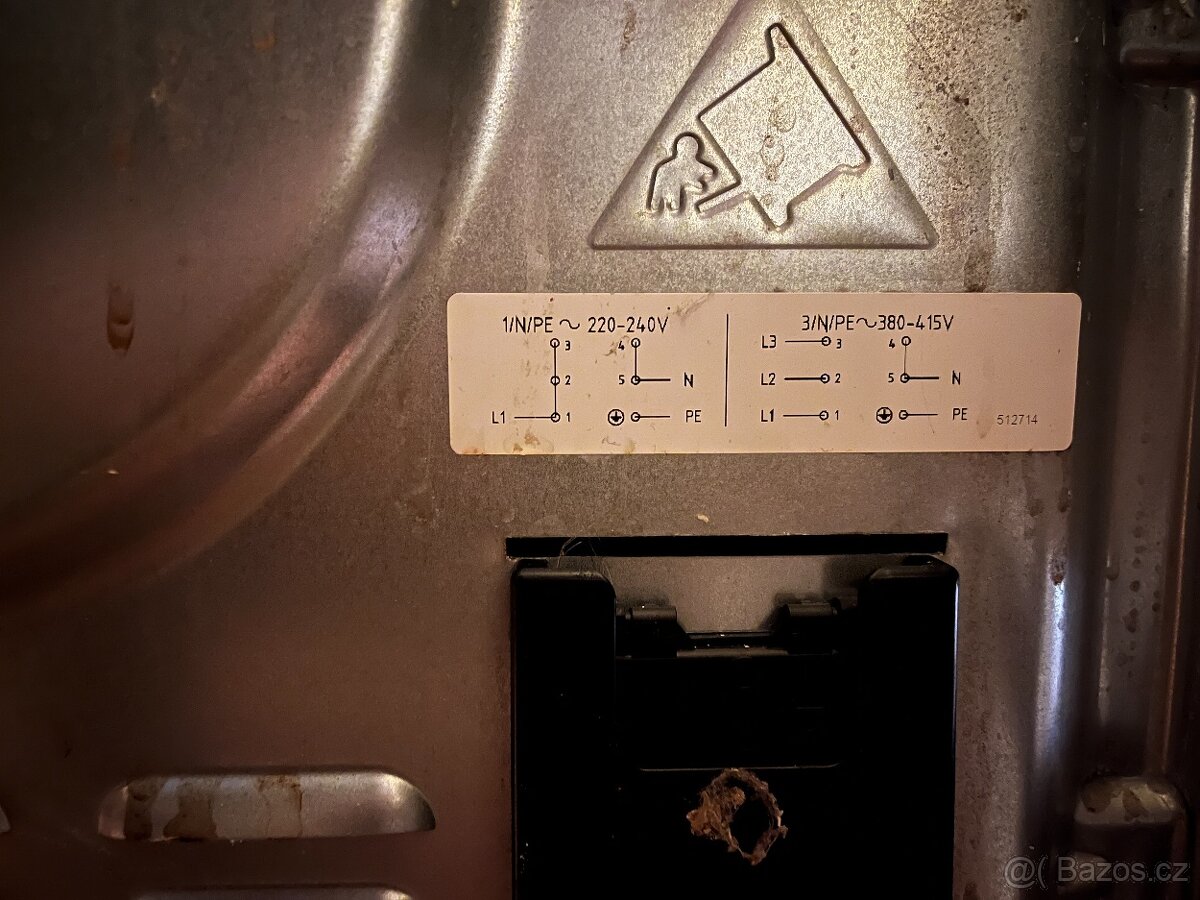 1/N/PE ~ 220-240V
3
4
2
5
N
L1
1
PE
3/N/PE~380-415V
L3
3
4
L2
2
5
N
L1
1
PE
512714
@( Bazos.cz